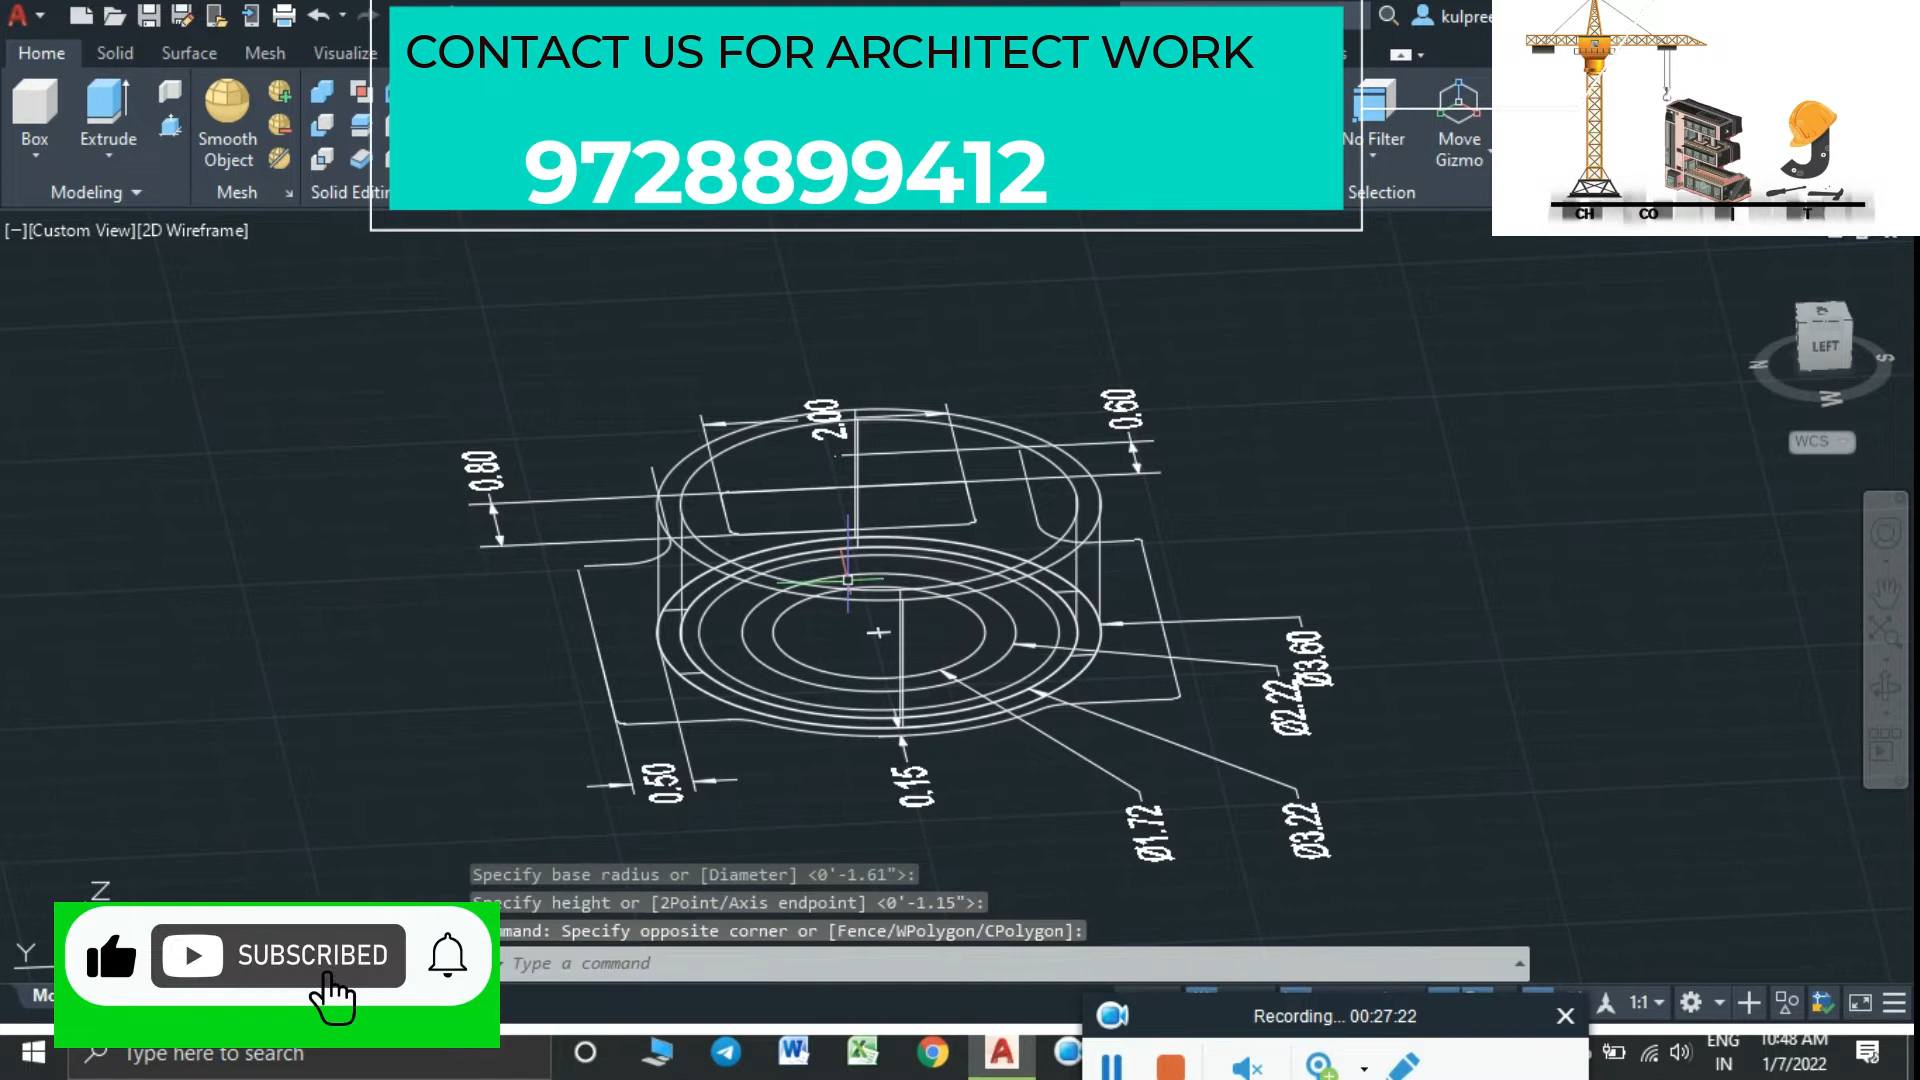 CONTACT US FOR ARCHITECT WORK
9728899412
kulpree
Home
Solid
Surface
Mesh
Visualize
Box
Extrude
Smooth
Object
No Filter
Move
Gizmo
Modeling
Mesh
Solid Editin
Selection
CH CO I T
[−][Custom View][2D Wireframe]
LEFT
N
S
W
WCS
2.00
0.60
0.80
Ø3.60
Ø2.22
0.50
0.15
Ø1.72
Ø3.22
Specify base radius or [Diameter] <0'-1.61">:
Specify height or [2Point/Axis endpoint] <0'-1.15">:
mmand: Specify opposite corner or [Fence/WPolygon/CPolygon]:
Type a command
Z
Y
SUBSCRIBED
Mo
1:1
Recording... 00:27:22
Type here to search
ENG
IN
10:48 AM
1/7/2022